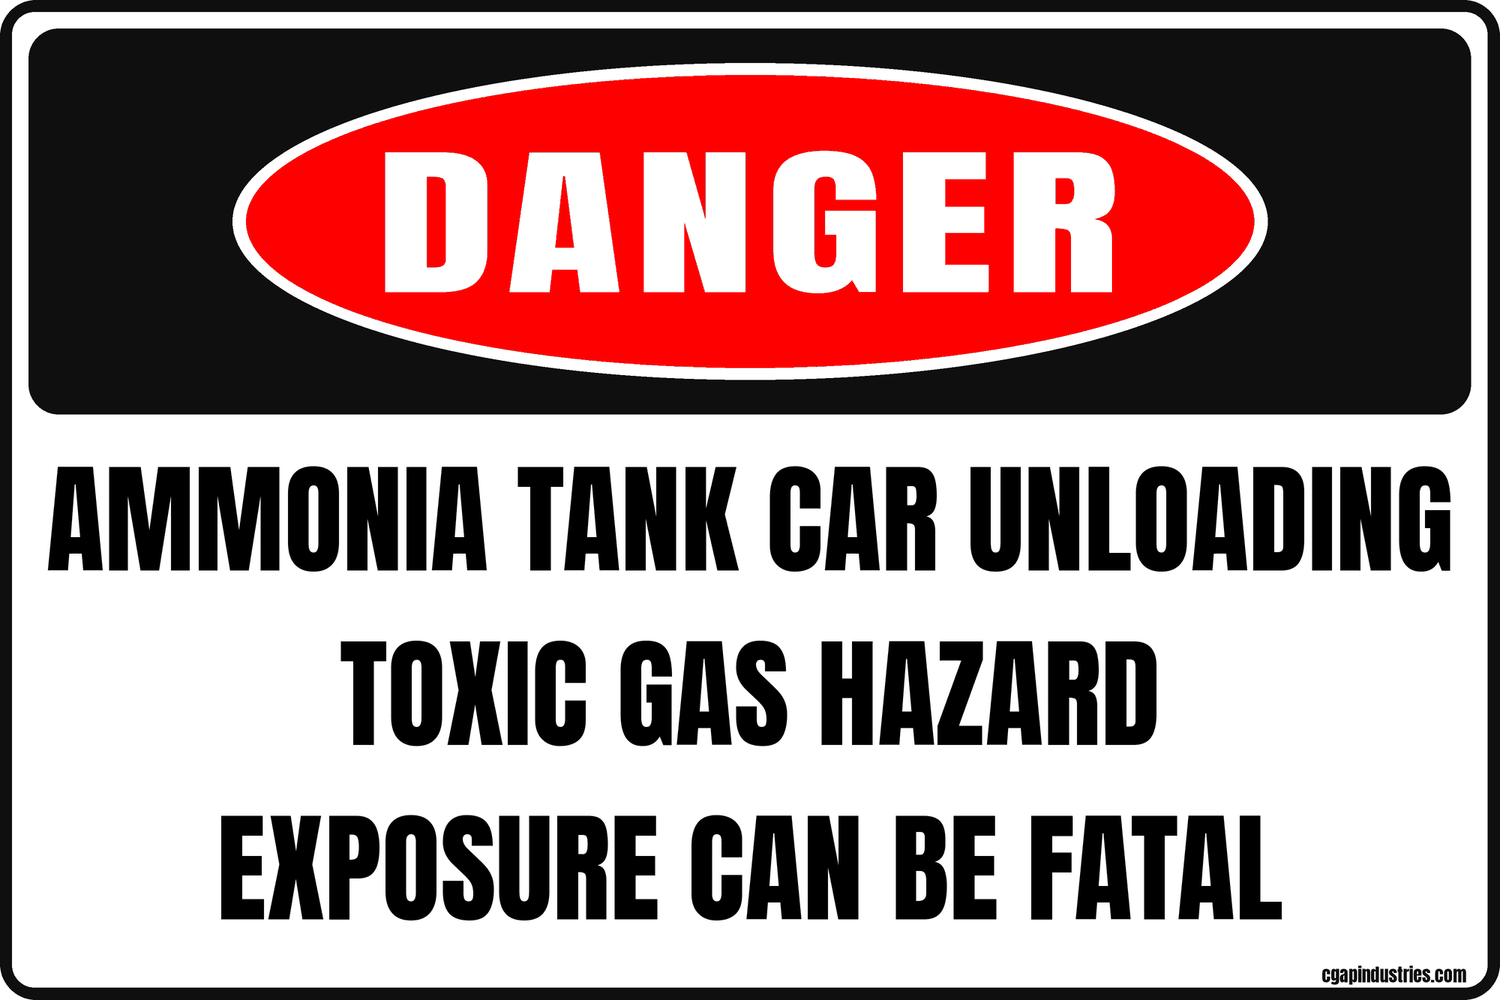 DANGER
AMMONIA TANK CAR UNLOADING
TOXIC GAS HAZARD
EXPOSURE CAN BE FATAL
cgapindustries.com